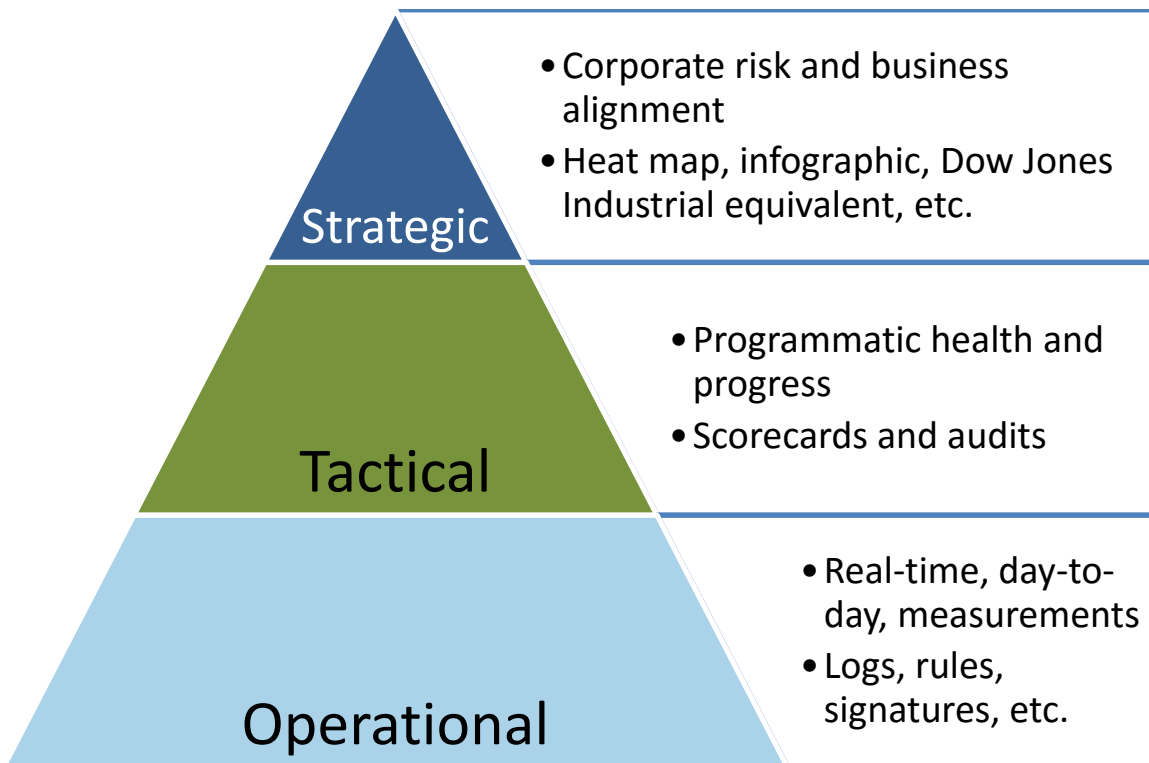 • Corporate risk and business
alignment
• Heat map, infographic, Dow Jones
Industrial equivalent, etc.
Strategic
• Programmatic health and
progress
• Scorecards and audits
Tactical
• Real-time, day-to-
day, measurements
• Logs, rules,
signatures, etc.
Operational